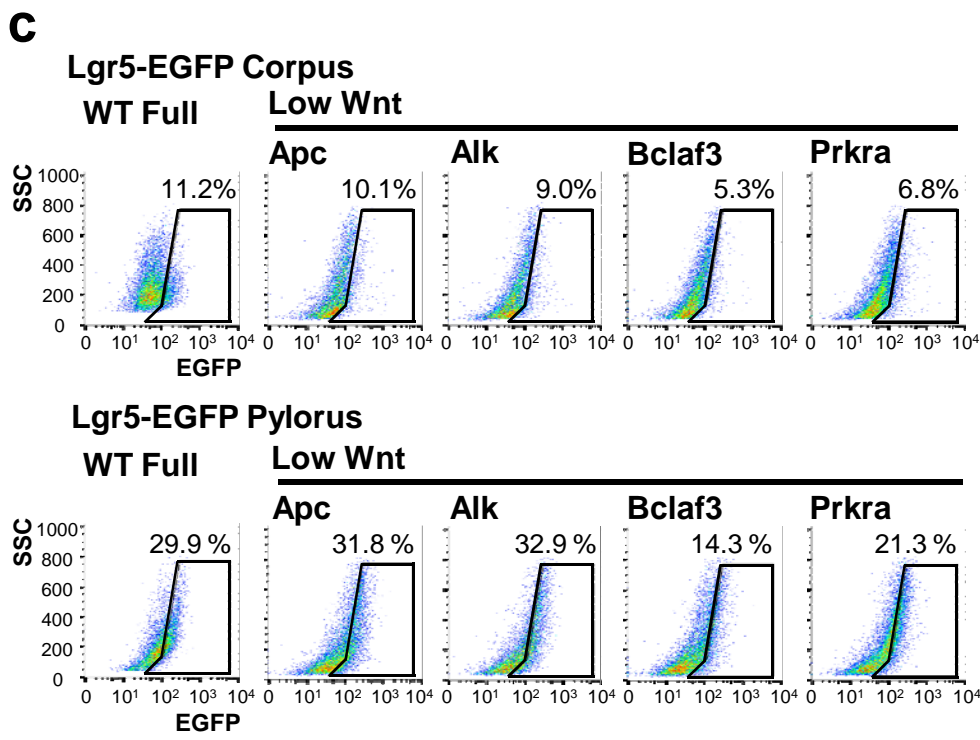 c
Lgr5-EGFP Corpus
WT Full
Low Wnt
Apc
Alk
Bclaf3
Prkra
SSC
1000
800
600
400
200
0
11.2%
10.1%
9.0%
5.3%
6.8%
0 10¹ 10² 10³ 10⁴
0 10¹ 10² 10³ 10⁴
0 10¹ 10² 10³ 10⁴
0 10¹ 10² 10³ 10⁴
0 10¹ 10² 10³ 10⁴
EGFP
Lgr5-EGFP Pylorus
WT Full
Low Wnt
Apc
Alk
Bclaf3
Prkra
SSC
1000
800
600
400
200
0
29.9 %
31.8 %
32.9 %
14.3 %
21.3 %
0 10¹ 10² 10³ 10⁴
0 10¹ 10² 10³ 10⁴
0 10¹ 10² 10³ 10⁴
0 10¹ 10² 10³ 10⁴
0 10¹ 10² 10³ 10⁴
EGFP